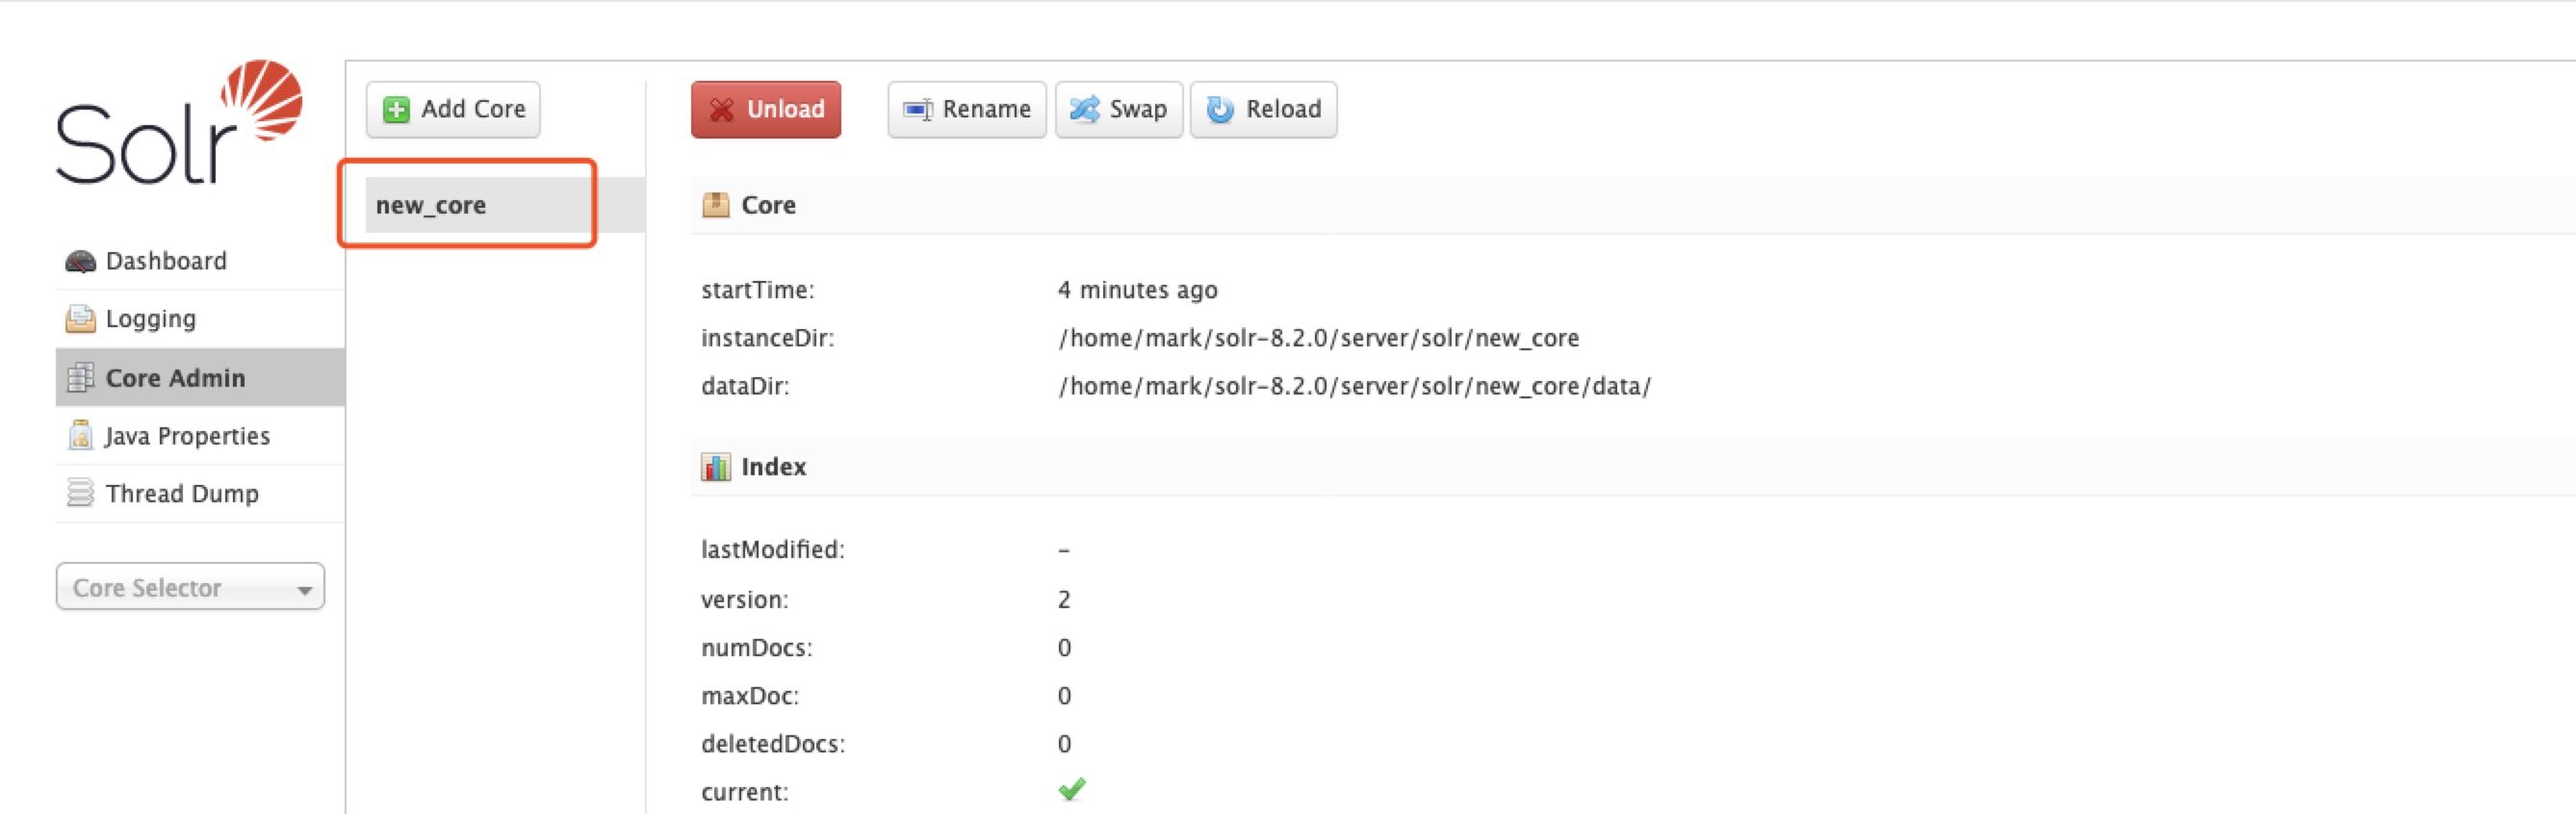 Solr
Dashboard
Logging
Core Admin
Java Properties
Thread Dump
Core Selector
Add Core
new_core
Unload
Rename
Swap
Reload
Core
startTime: 4 minutes ago
instanceDir: /home/mark/solr-8.2.0/server/solr/new_core
dataDir: /home/mark/solr-8.2.0/server/solr/new_core/data/
Index
lastModified: –
version: 2
numDocs: 0
maxDoc: 0
deletedDocs: 0
current: